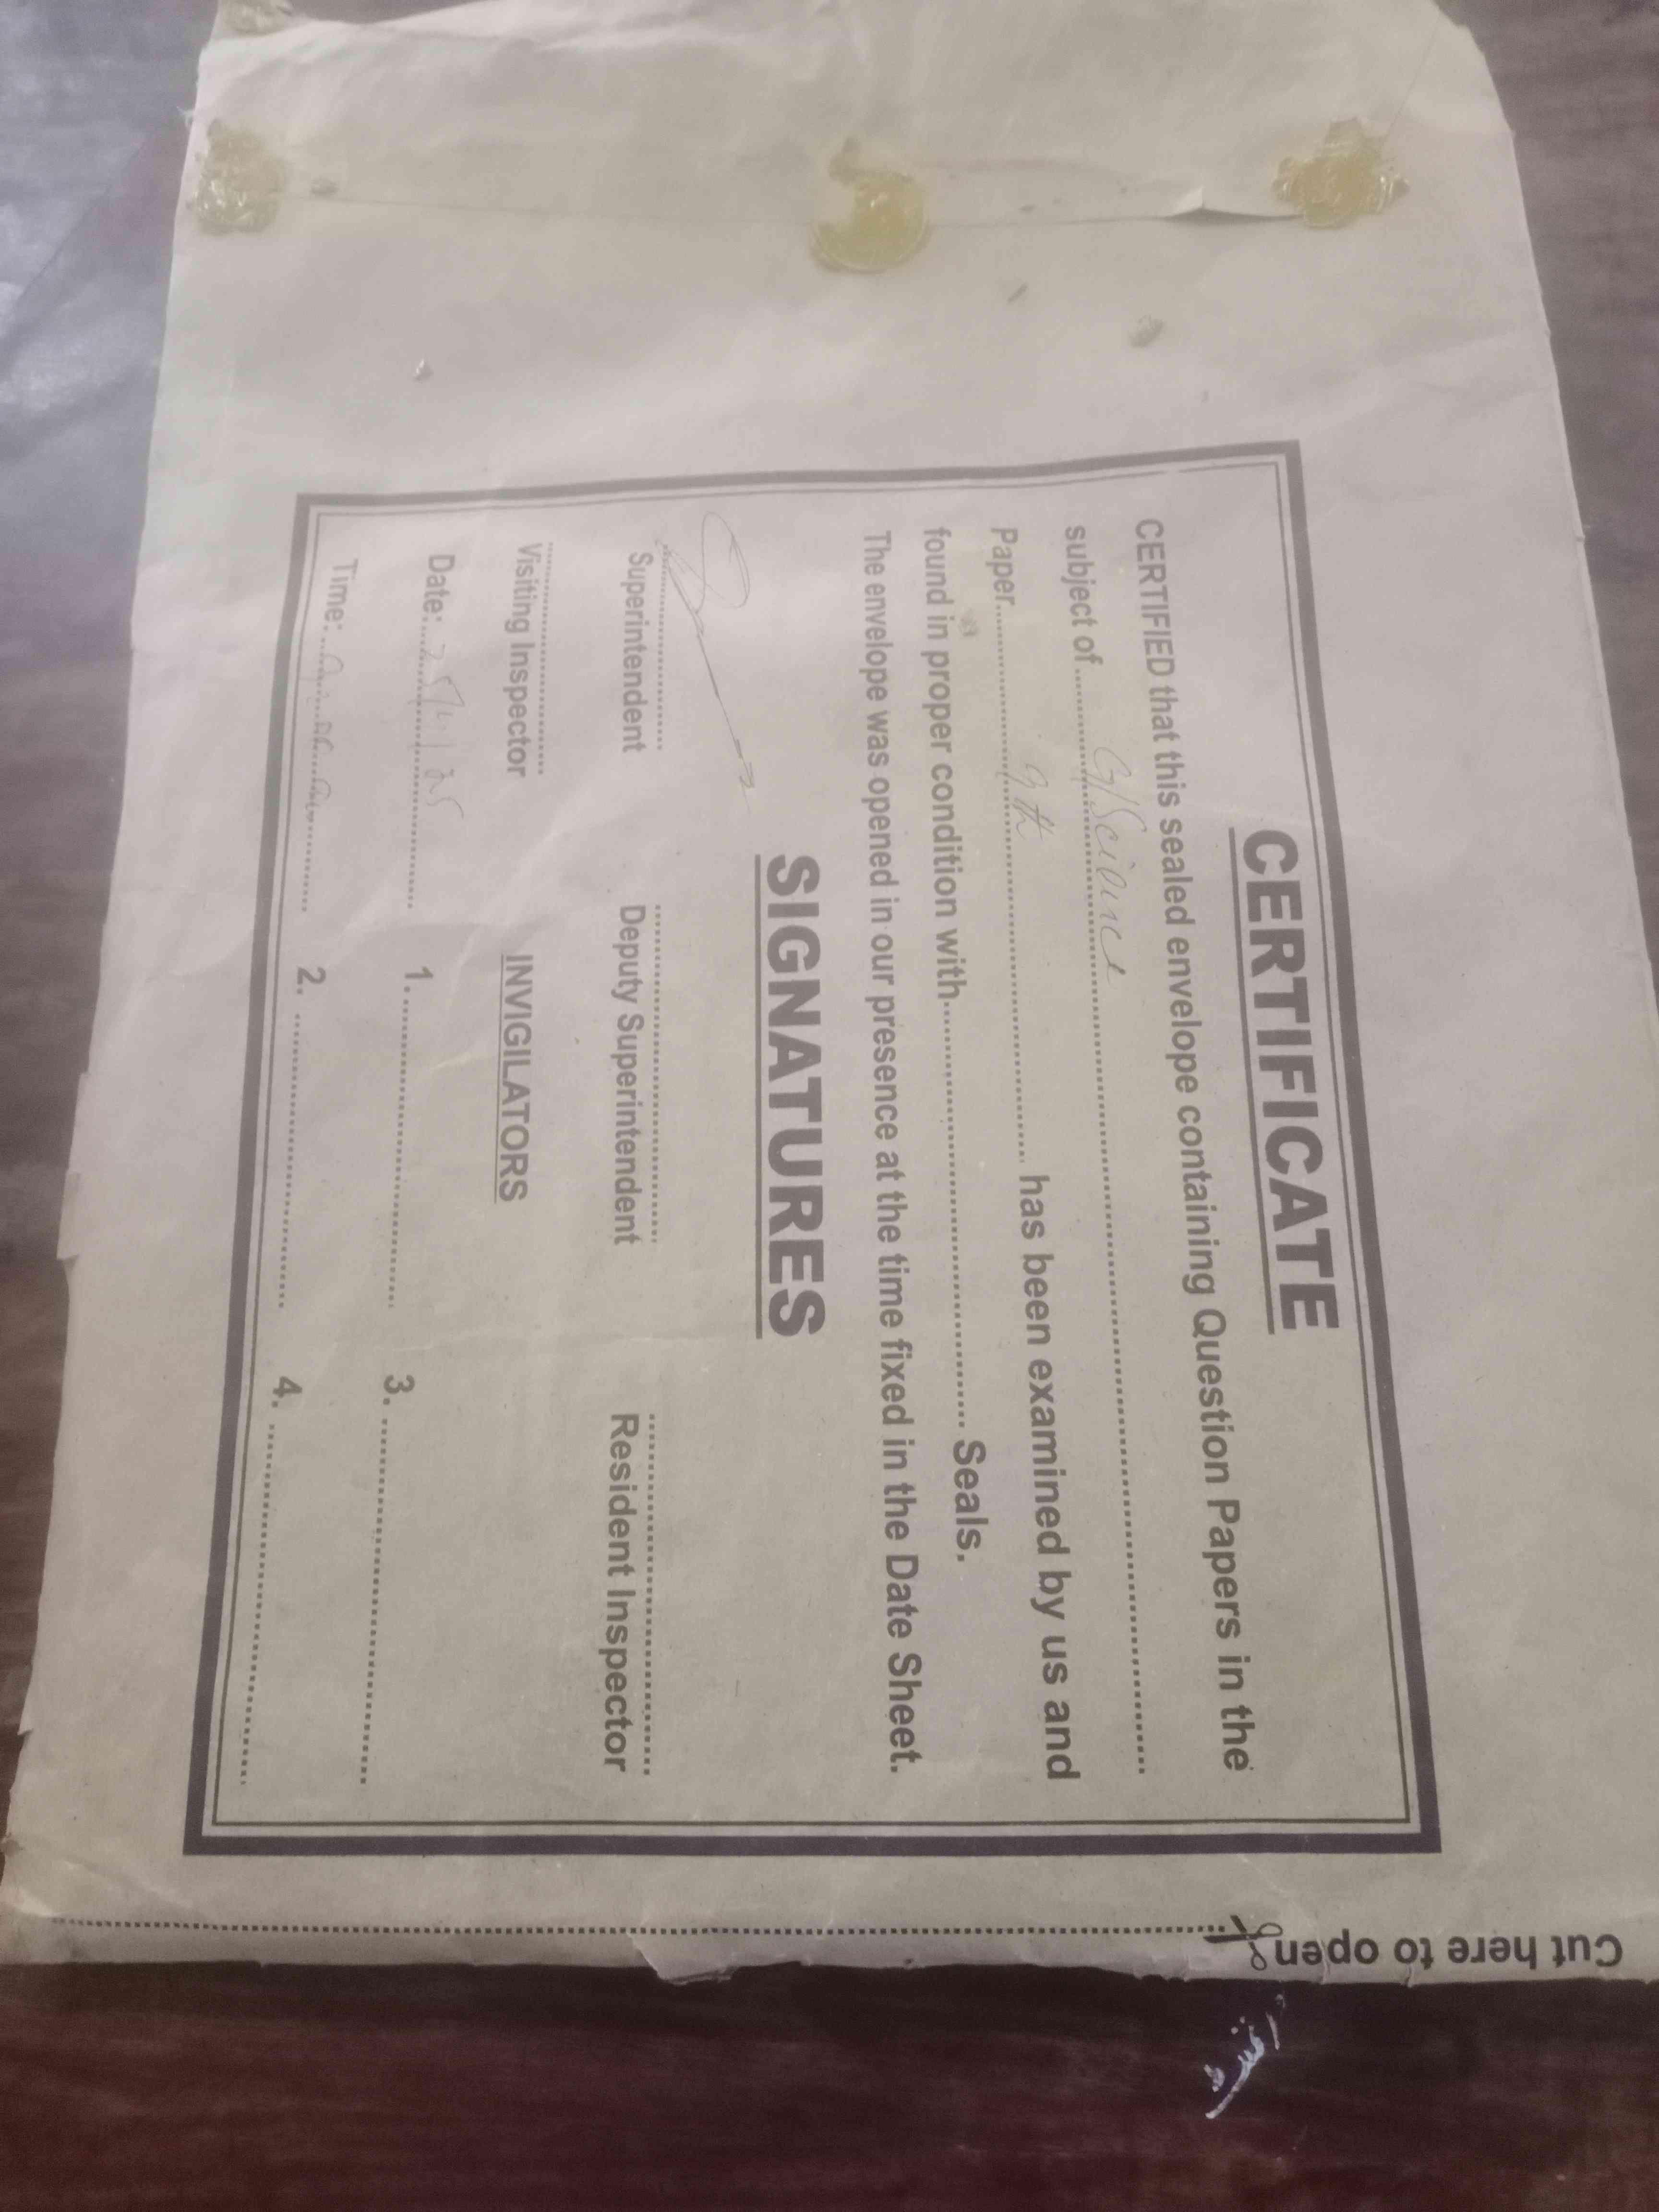 CERTIFICATE
CERTIFIED that this sealed envelope containing Question Papers in the
subject of.....G/Science.....
Paper.....9th..... has been examined by us and
found in proper condition with..................... Seals.
The envelope was opened in our presence at the time fixed in the Date Sheet.
SIGNATURES
Superintendent Deputy Superintendent Resident Inspector
Visiting Inspector INVIGILATORS
Date: 1. 3.
Time: 2. 4.
Cut here to open